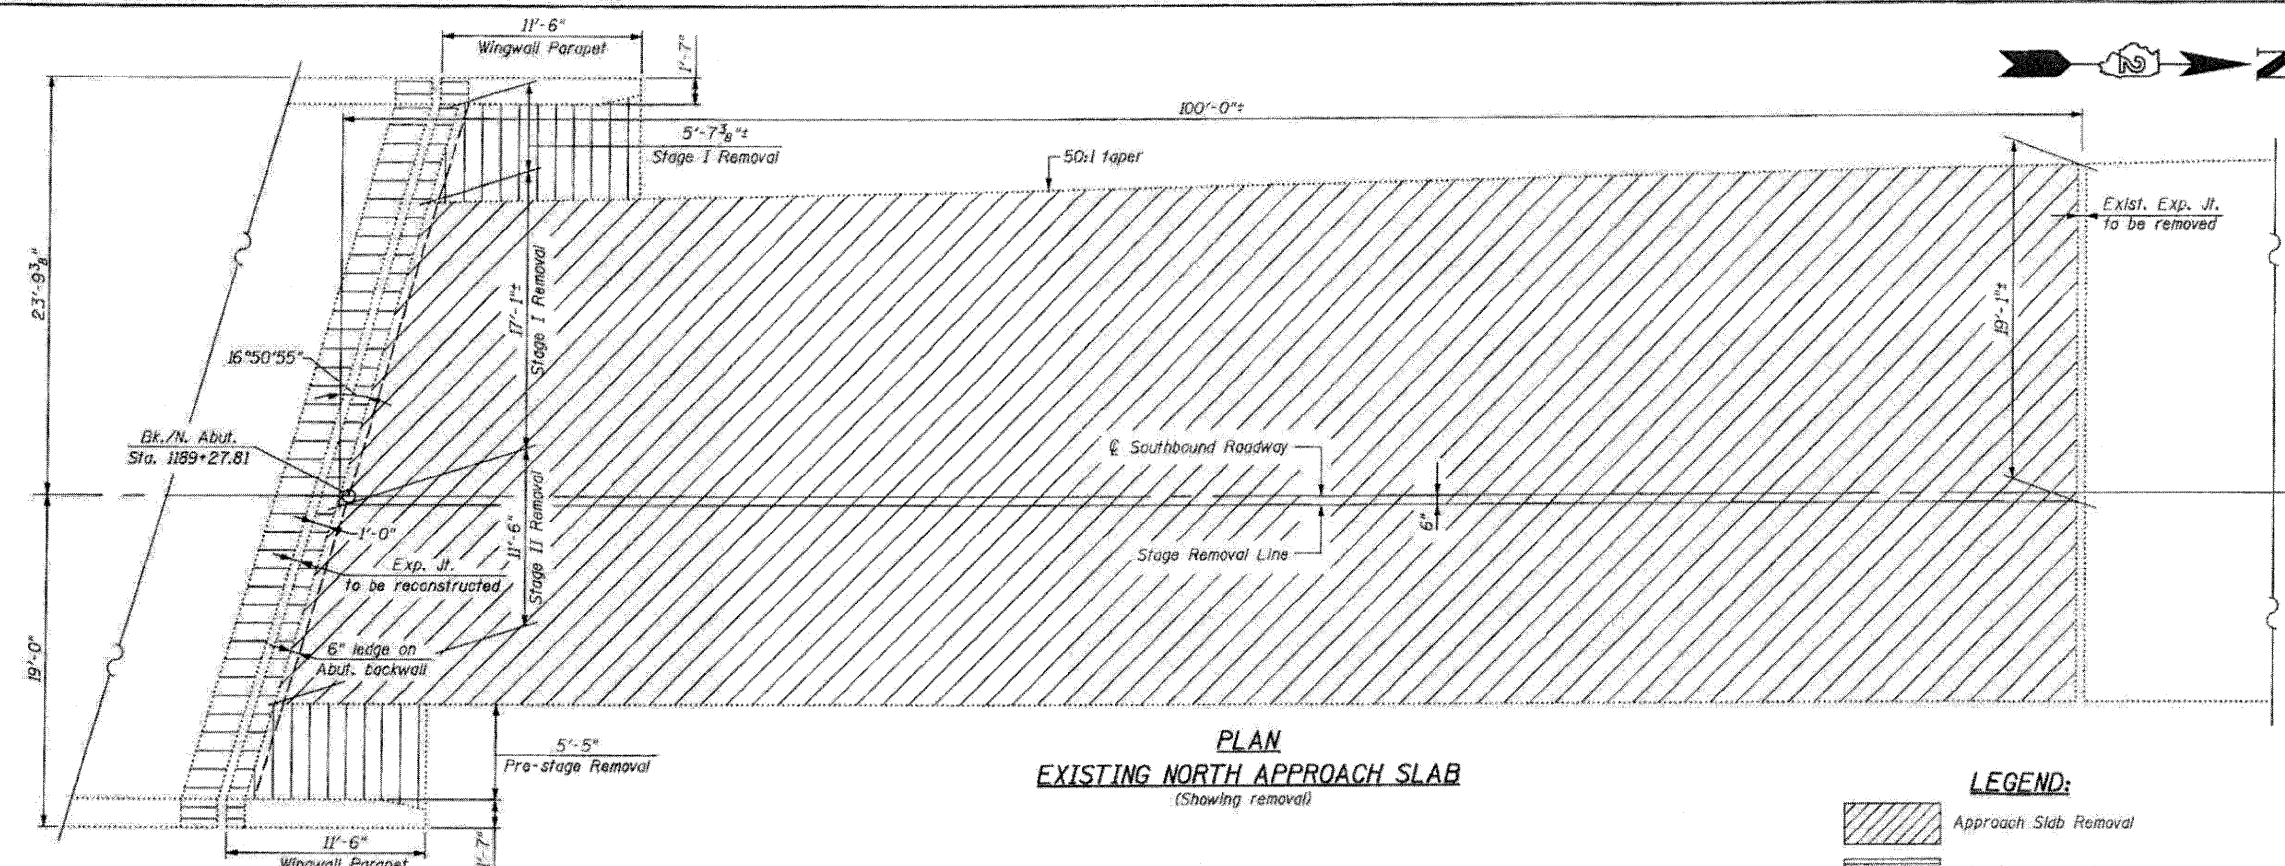 11'-6"
Wingwall Parapet
1'-7"
N
100'-0"±
5'-7 3/8"±
Stage I Removal
50:1 taper
Exist. Exp. Jt.
to be removed
23'-9 3/8"
17'-1"±
Stage I Removal
19'-1"±
16°50'55"
Bk./N. Abut.
Sta. 1189+27.81
℄ Southbound Roadway
Stage Removal Line
6"
1'-0"
11'-6"
Stage II Removal
Exp. Jt.
to be reconstructed
6" ledge on
Abut. backwall
19'-0"
5'-5"
Pre-stage Removal
PLAN
EXISTING NORTH APPROACH SLAB
(Showing removal)
LEGEND:
Approach Slab Removal
11'-6"
Wingwall Parapet
1'-7"